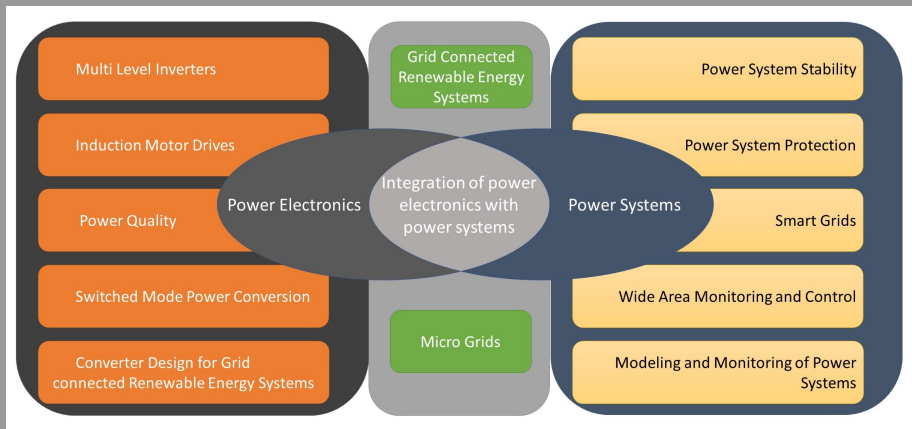 Multi Level Inverters
Induction Motor Drives
Power Quality
Switched Mode Power Conversion
Converter Design for Grid
connected Renewable Energy Systems
Power Electronics
Grid Connected
Renewable Energy
Systems
Integration of power
electronics with
power systems
Micro Grids
Power Systems
Power System Stability
Power System Protection
Smart Grids
Wide Area Monitoring and Control
Modeling and Monitoring of Power
Systems